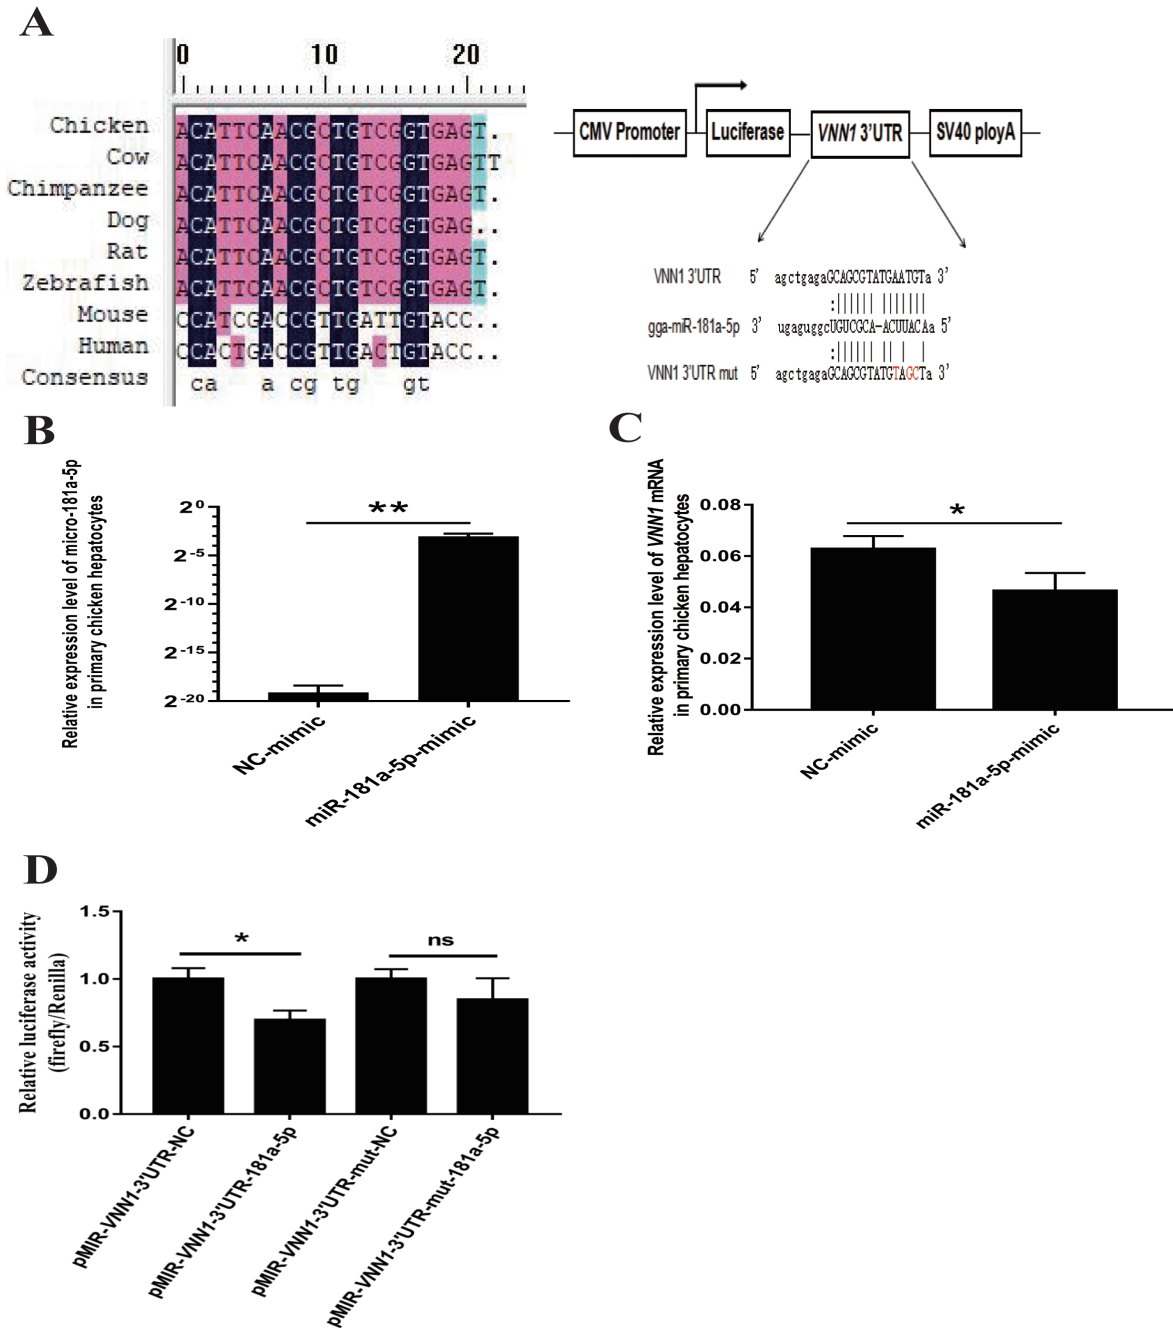 A
0 10 20
Chicken ACATTCAACGCTGTCGGTGAGT.
Cow ACATTCAACGCTGTCGGTGAGTT
Chimpanzee ACATTCAACGCTGTCGGTGAGT.
Dog ACATTCAACGCTGTCGGTGAG..
Rat ACATTCAACGCTGTCGGTGAGT.
Zebrafish ACATTCAACGCTGTCGGTGAGT.
Mouse CCATCGACCGTTGATTGTACC..
Human CCACTGACCGTTGACTGTACC..
Consensus ca a cg tg gt
CMV Promoter Luciferase VNN1 3'UTR SV40 ployA
VNN1 3'UTR 5' agctgagaGCAGCGTATGAATGTa 3'
:|||||| |||||||
gga-miR-181a-5p 3' ugaguggcUGUCGCA-ACUUACAa 5'
:|||||| || | |
VNN1 3'UTR mut 5' agctgagaGCAGCGTATGTAGCTa 3'
B
Relative expression level of micro-181a-5p
in primary chicken hepatocytes
2^0
2^-5
2^-10
2^-15
2^-20
**
NC-mimic
miR-181a-5p-mimic
C
Relative expression level of VNN1 mRNA
in primary chicken hepatocytes
0.08
0.06
0.04
0.02
0.00
*
NC-mimic
miR-181a-5p-mimic
D
Relative luciferase activity
(firefly/Renilla)
1.5
1.0
0.5
0.0
*
ns
pMIR-VNN1-3'UTR-NC
pMIR-VNN1-3'UTR-181a-5p
pMIR-VNN1-3'UTR-mut-NC
pMIR-VNN1-3'UTR-mut-181a-5p